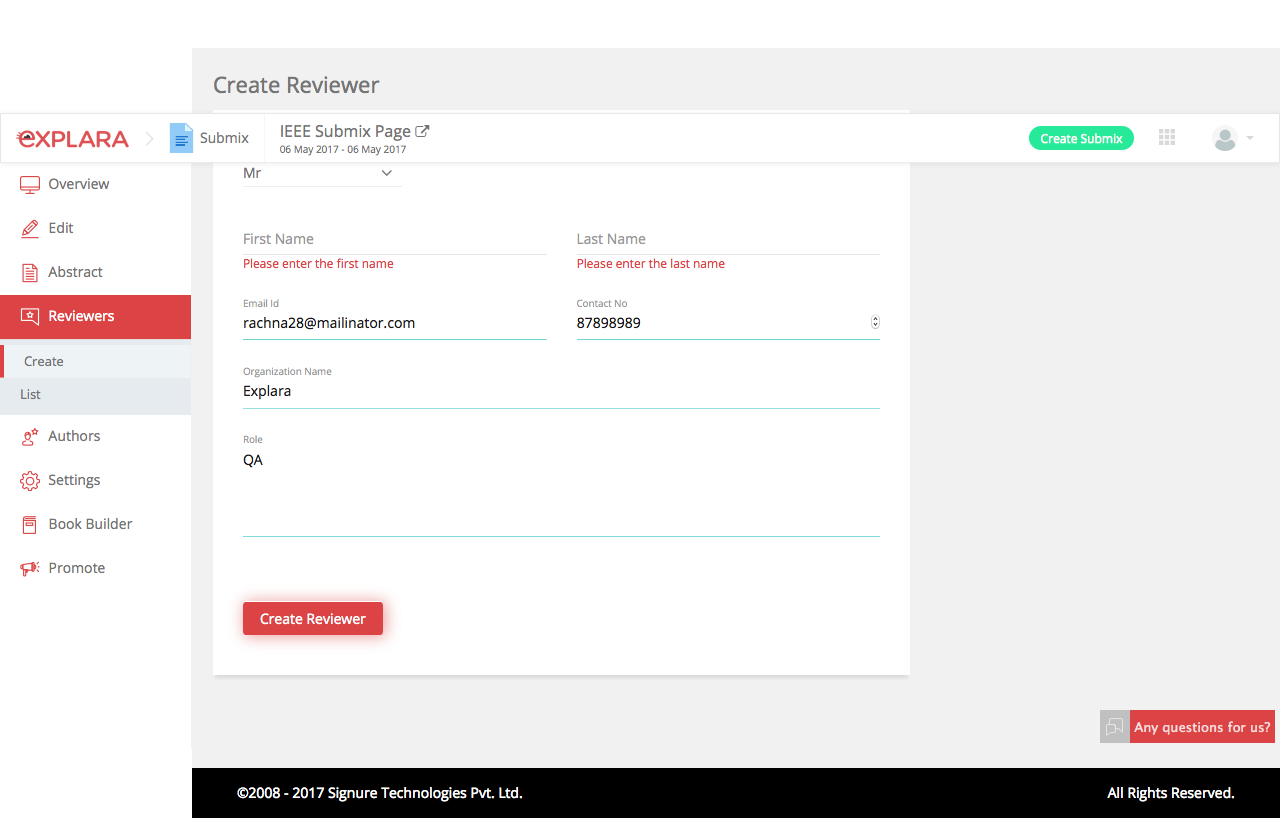 Create Reviewer
EXPLARA
Submix
IEEE Submix Page
06 May 2017 - 06 May 2017
Create Submix
Overview
Edit
Abstract
Reviewers
Create
List
Authors
Settings
Book Builder
Promote
Mr
First Name
Last Name
Please enter the first name
Please enter the last name
Email Id
Contact No
rachna28@mailinator.com
87898989
Organization Name
Explara
Role
QA
Create Reviewer
Any questions for us?
©2008 - 2017 Signure Technologies Pvt. Ltd.
All Rights Reserved.